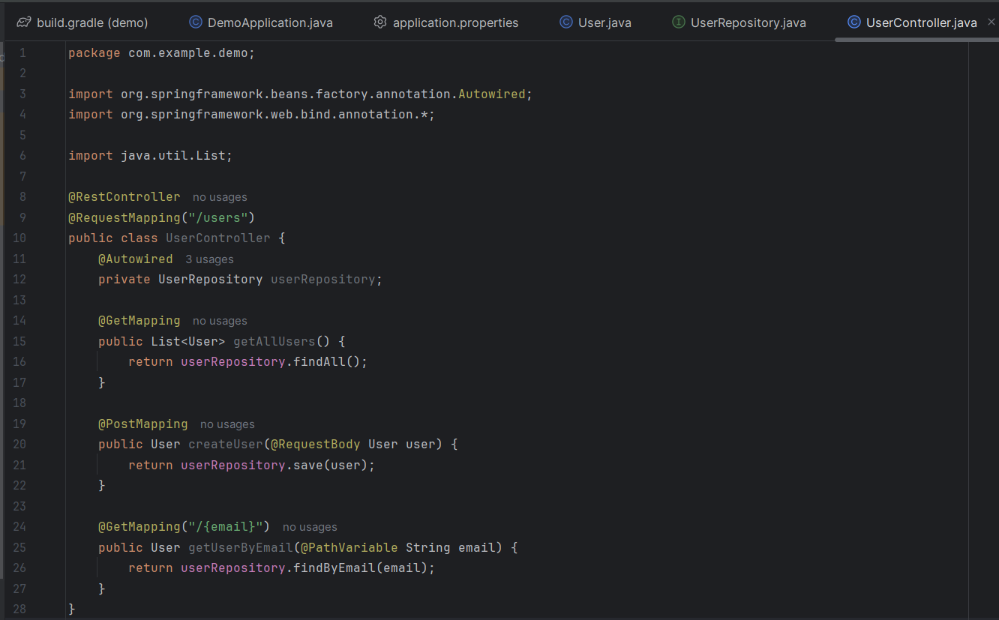 build.gradle (demo) DemoApplication.java application.properties User.java UserRepository.java UserController.java
1 package com.example.demo;
2
3 import org.springframework.beans.factory.annotation.Autowired;
4 import org.springframework.web.bind.annotation.*;
5
6 import java.util.List;
7
8 @RestController no usages
9 @RequestMapping("/users")
10 public class UserController {
11     @Autowired 3 usages
12     private UserRepository userRepository;
13
14     @GetMapping no usages
15     public List<User> getAllUsers() {
16         return userRepository.findAll();
17     }
18
19     @PostMapping no usages
20     public User createUser(@RequestBody User user) {
21         return userRepository.save(user);
22     }
23
24     @GetMapping("/{email}") no usages
25     public User getUserByEmail(@PathVariable String email) {
26         return userRepository.findByEmail(email);
27     }
28 }